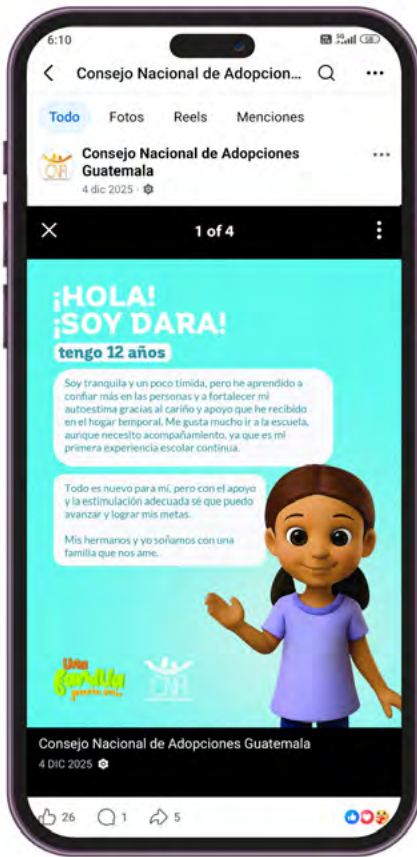 6:10
5G
58
Consejo Nacional de Adopcion...
Todo Fotos Reels Menciones
Consejo Nacional de Adopciones
Guatemala
4 dic 2025
1 of 4
¡HOLA!
¡SOY DARA!
tengo 12 años
Soy tranquila y un poco tímida, pero he aprendido a
confiar más en las personas y a fortalecer mi
autoestima gracias al cariño y apoyo que he recibido
en el hogar temporal. Me gusta mucho ir a la escuela,
aunque necesito acompañamiento, ya que es mi
primera experiencia escolar continua.
Todo es nuevo para mí, pero con el apoyo
y la estimulación adecuada sé que puedo
avanzar y lograr mis metas.
Mis hermanos y yo soñamos con una
familia que nos ame.
Una
familia
para mí...
CNA
Consejo Nacional de Adopciones Guatemala
4 DIC 2025
26 1 5